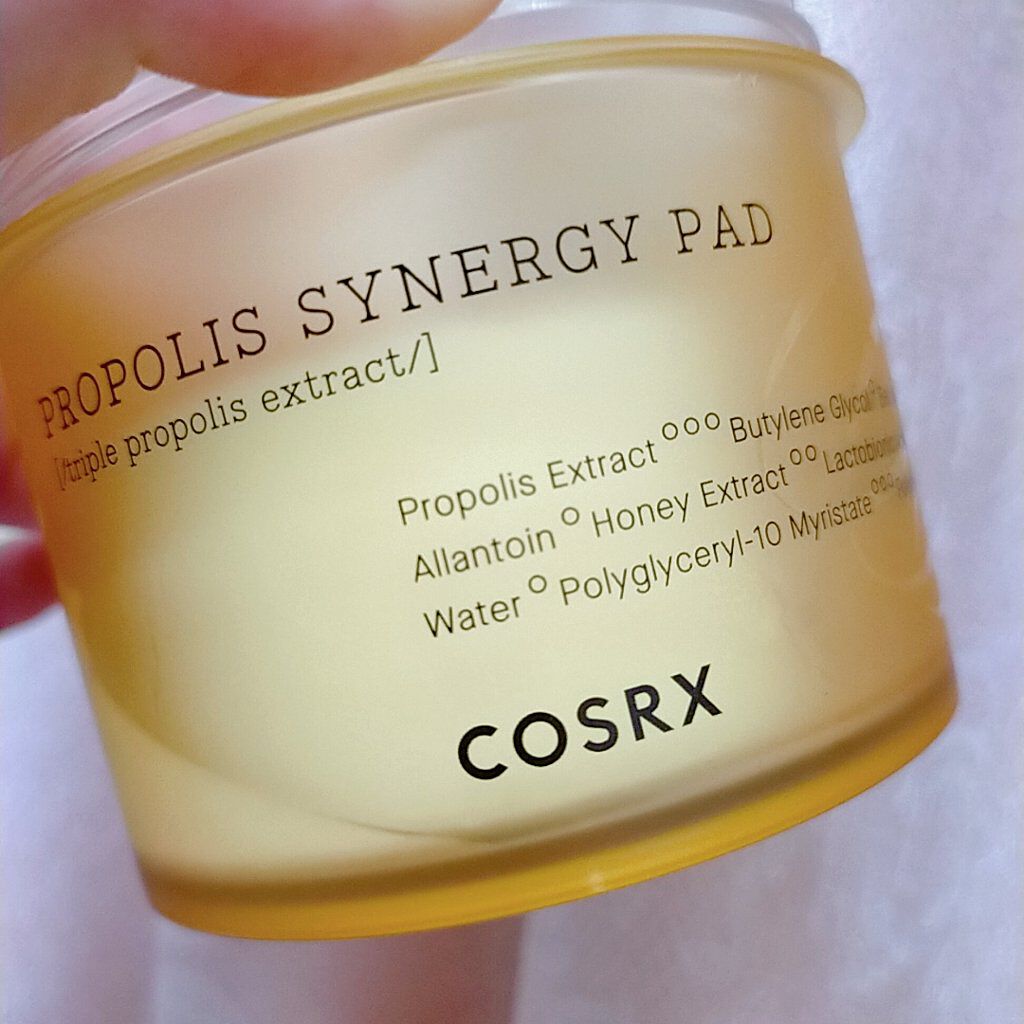 PROPOLIS SYNERGY PAD
[/triple propolis extract/]
Propolis Extract°°° Butylene Glycol
Allantoin° Honey Extract°°
Water° Polyglyceryl-10 Myristate°°°
COSRX